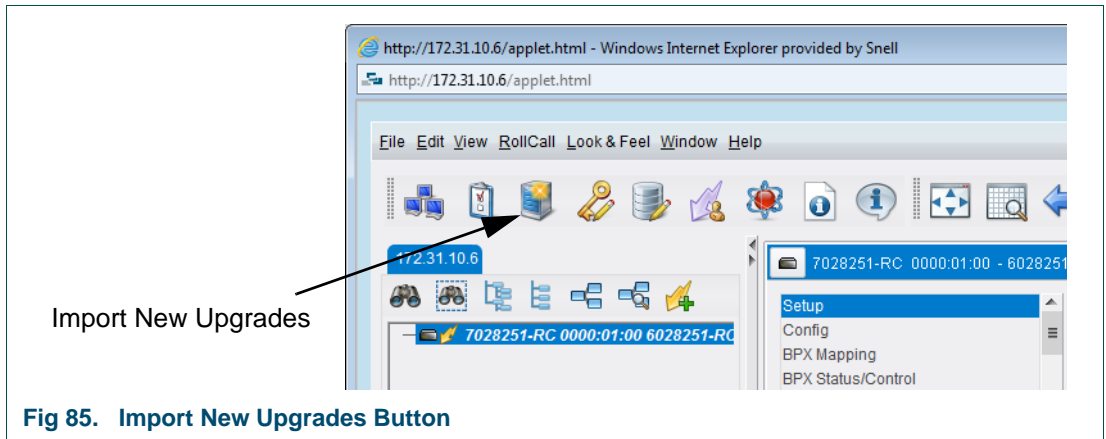 http://172.31.10.6/applet.html - Windows Internet Explorer provided by Snell
http://172.31.10.6/applet.html
File Edit View RollCall Look & Feel Window Help
172.31.10.6
7028251-RC 0000:01:00 - 6028251
Setup
Config
BPX Mapping
BPX Status/Control
7028251-RC 0000:01:00 6028251-RC
Import New Upgrades
Fig 85. Import New Upgrades Button